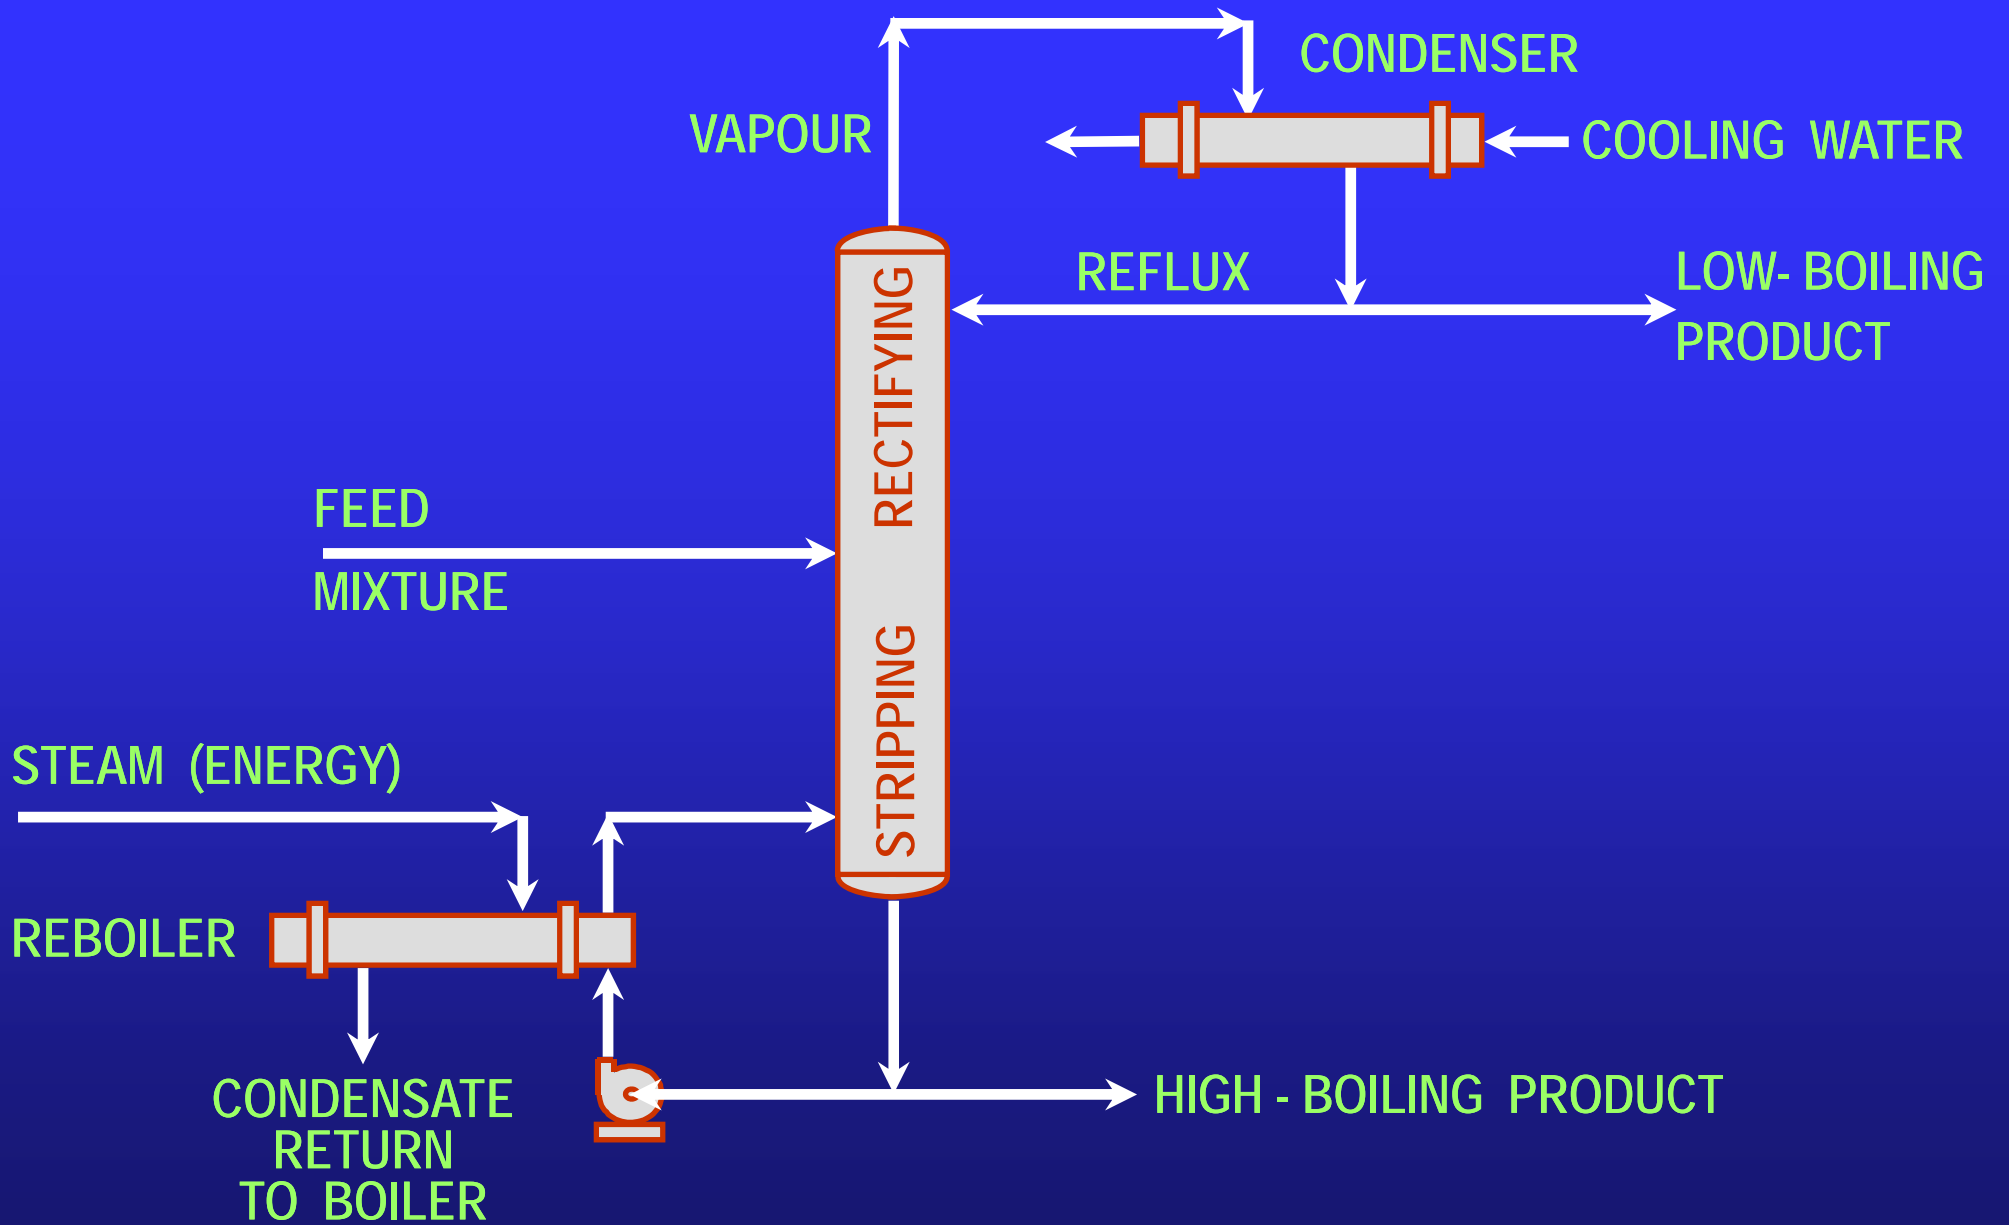 CONDENSER
VAPOUR
COOLING WATER
REFLUX
LOW- BOILING
PRODUCT
RECTIFYING
FEED
MIXTURE
STRIPPING
STEAM (ENERGY)
REBOILER
CONDENSATE
RETURN
TO BOILER
HIGH - BOILING PRODUCT